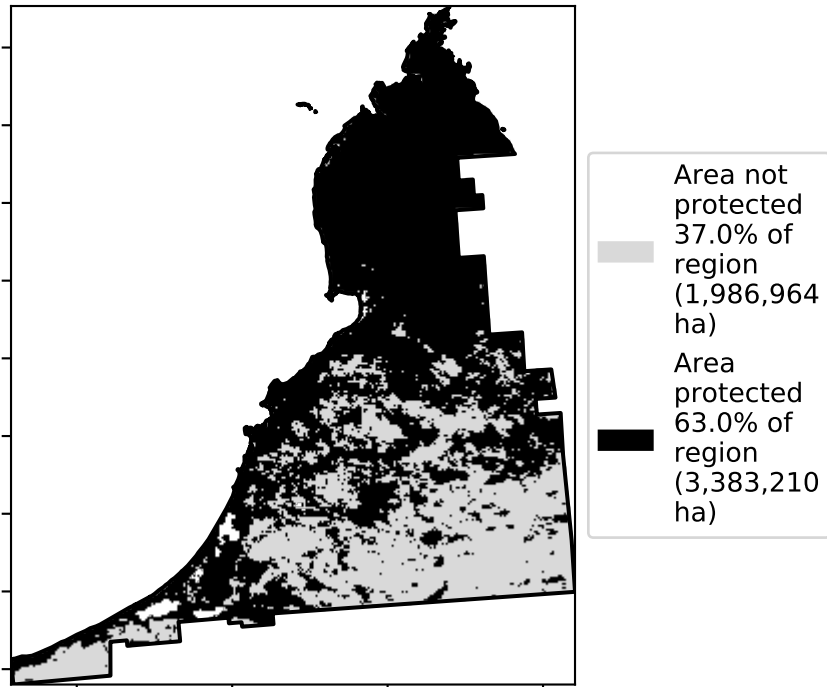 Area not
protected
37.0% of
region
(1,986,964
ha)
Area
protected
63.0% of
region
(3,383,210
ha)